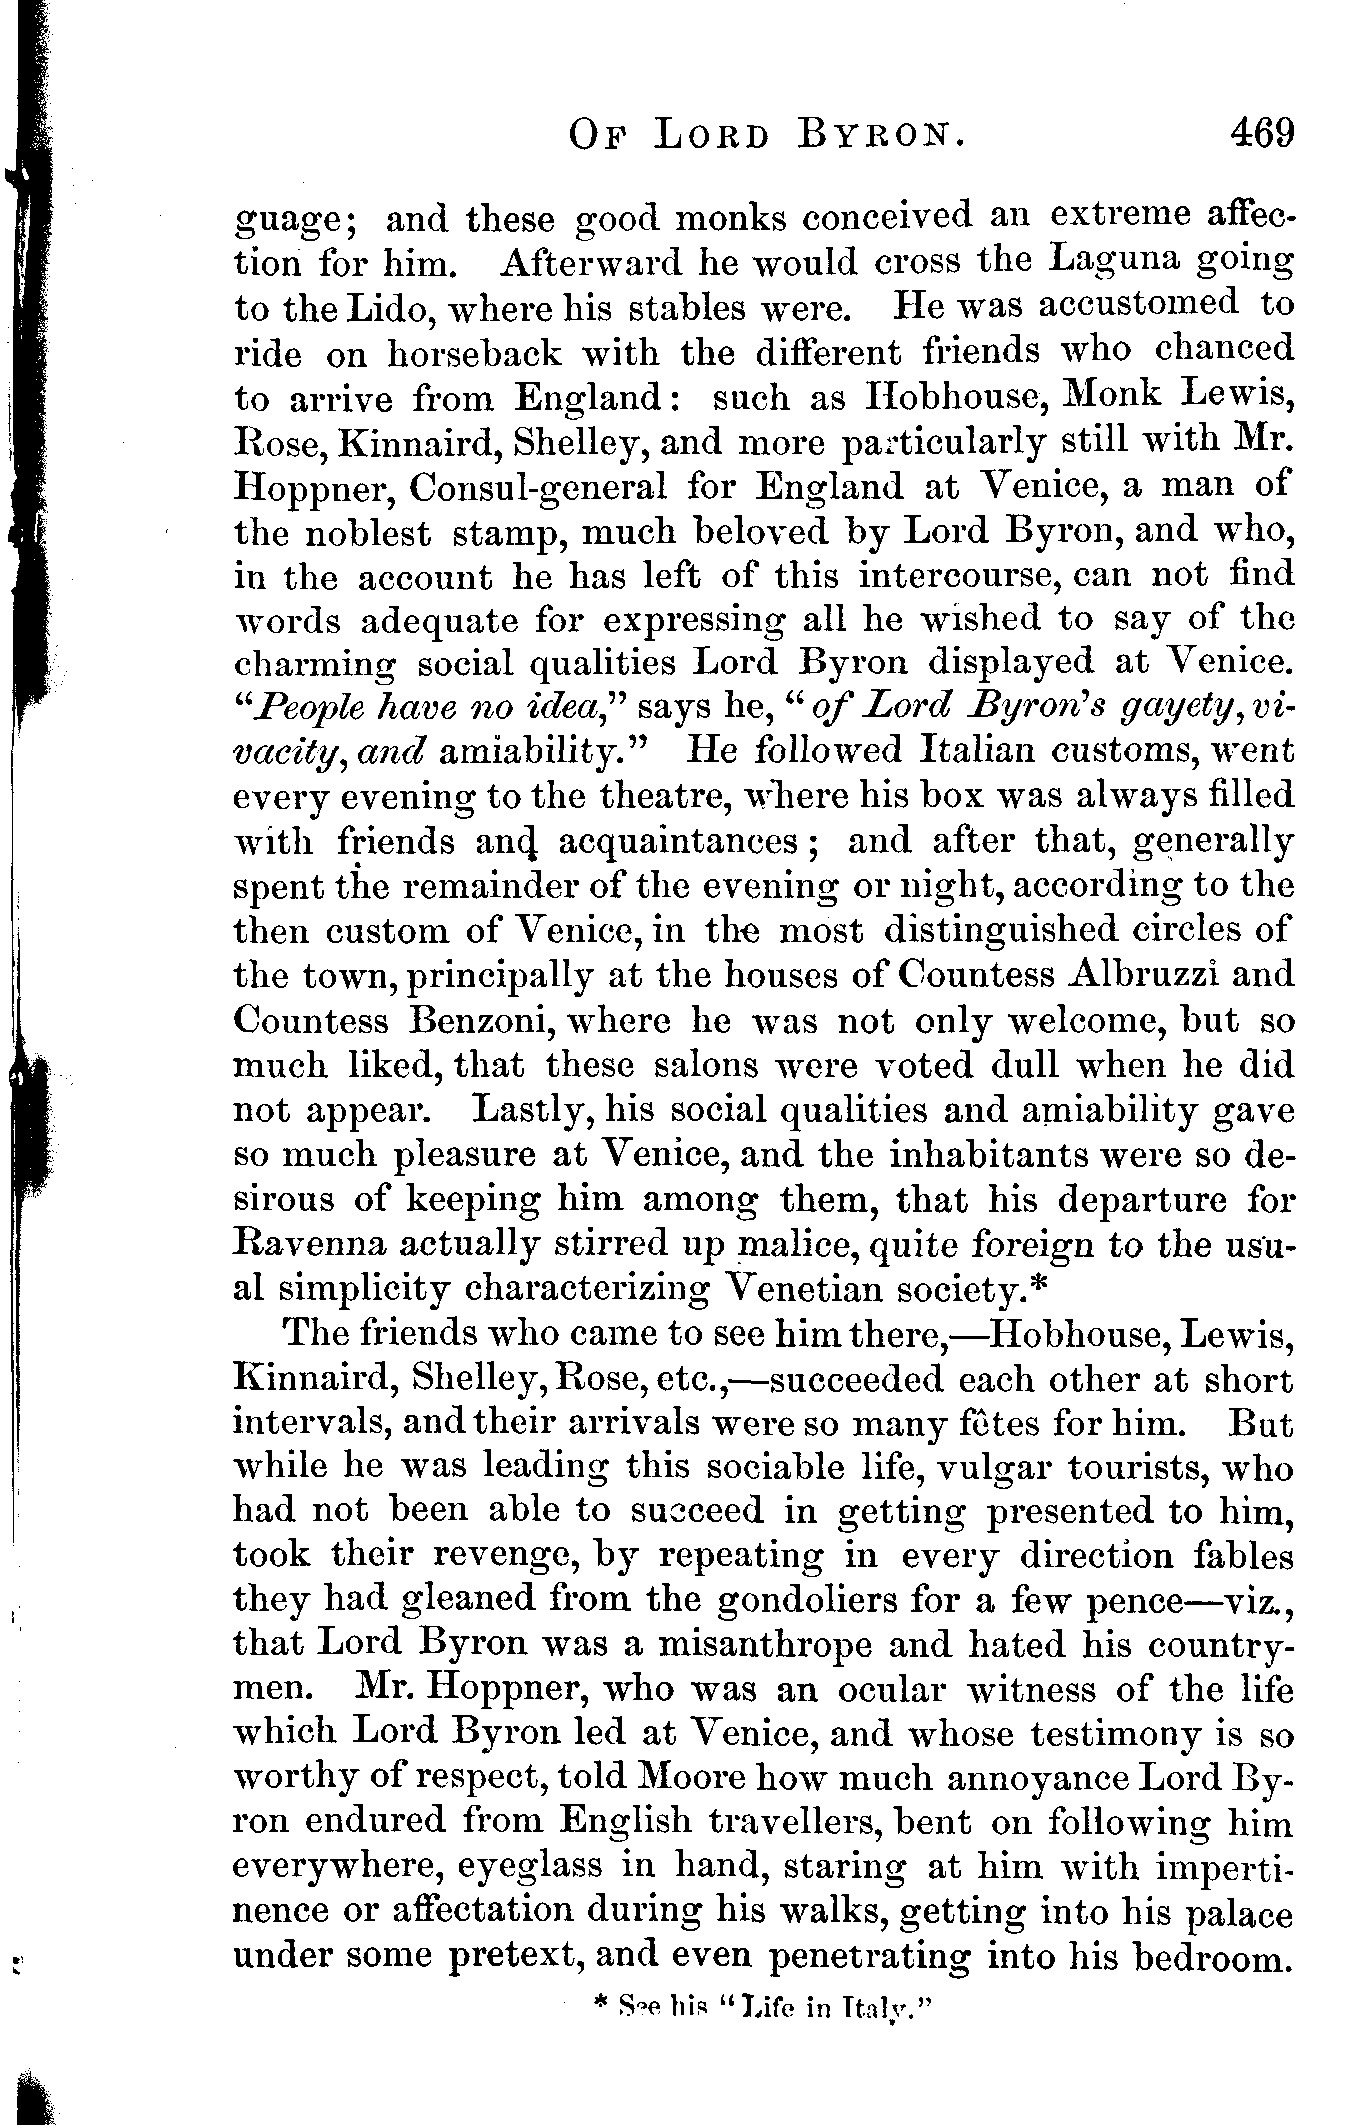 OF LORD BYRON. 469
guage; and these good monks conceived an extreme affec-
tion for him. Afterward he would cross the Laguna going
to the Lido, where his stables were. He was accustomed to
ride on horseback with the different friends who chanced
to arrive from England: such as Hobhouse, Monk Lewis,
Rose, Kinnaird, Shelley, and more particularly still with Mr.
Hoppner, Consul-general for England at Venice, a man of
the noblest stamp, much beloved by Lord Byron, and who,
in the account he has left of this intercourse, can not find
words adequate for expressing all he wished to say of the
charming social qualities Lord Byron displayed at Venice.
"People have no idea," says he, "of Lord Byron's gayety, vi-
vacity, and amiability." He followed Italian customs, went
every evening to the theatre, where his box was always filled
with friends and acquaintances; and after that, generally
spent the remainder of the evening or night, according to the
then custom of Venice, in the most distinguished circles of
the town, principally at the houses of Countess Albruzzi and
Countess Benzoni, where he was not only welcome, but so
much liked, that these salons were voted dull when he did
not appear. Lastly, his social qualities and amiability gave
so much pleasure at Venice, and the inhabitants were so de-
sirous of keeping him among them, that his departure for
Ravenna actually stirred up malice, quite foreign to the usu-
al simplicity characterizing Venetian society.*
The friends who came to see him there,—Hobhouse, Lewis,
Kinnaird, Shelley, Rose, etc.,—succeeded each other at short
intervals, and their arrivals were so many fêtes for him. But
while he was leading this sociable life, vulgar tourists, who
had not been able to succeed in getting presented to him,
took their revenge, by repeating in every direction fables
they had gleaned from the gondoliers for a few pence—viz.,
that Lord Byron was a misanthrope and hated his country-
men. Mr. Hoppner, who was an ocular witness of the life
which Lord Byron led at Venice, and whose testimony is so
worthy of respect, told Moore how much annoyance Lord By-
ron endured from English travellers, bent on following him
everywhere, eyeglass in hand, staring at him with imperti-
nence or affectation during his walks, getting into his palace
under some pretext, and even penetrating into his bedroom.
* See his "Life in Italy."